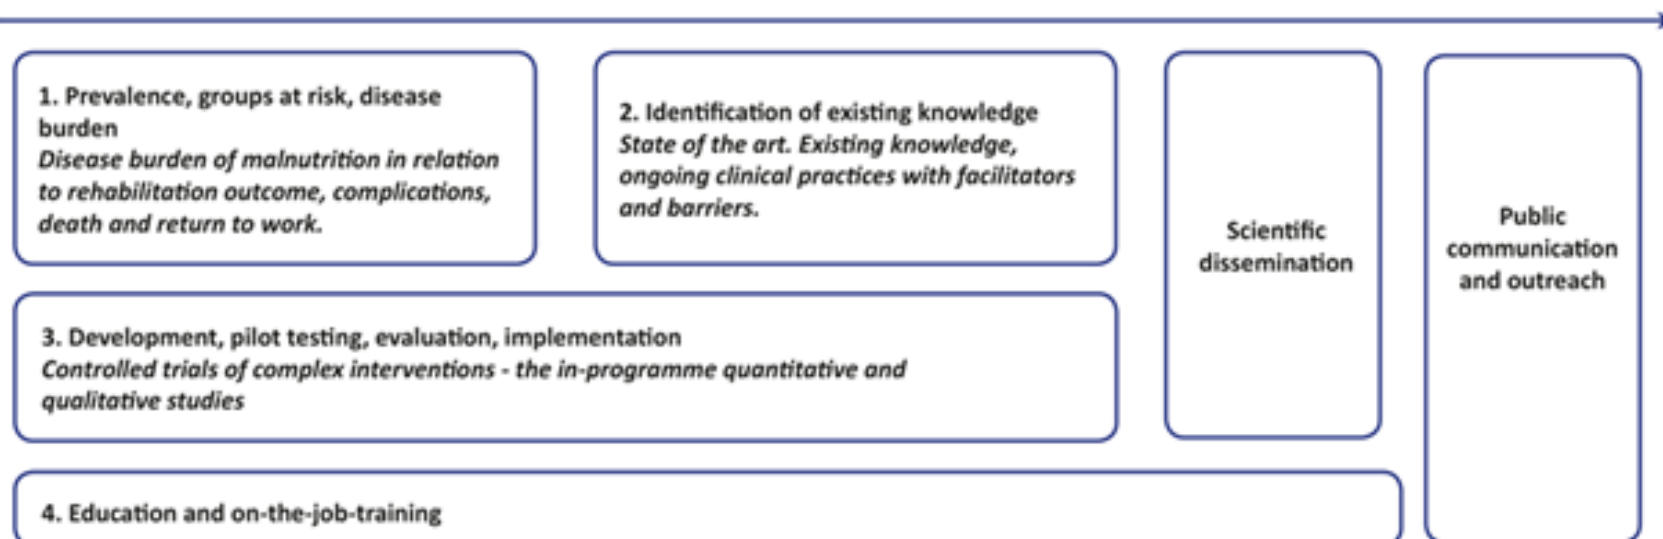 1. Prevalence, groups at risk, disease
burden
Disease burden of malnutrition in relation
to rehabilitation outcome, complications,
death and return to work.
2. Identification of existing knowledge
State of the art. Existing knowledge,
ongoing clinical practices with facilitators
and barriers.
Scientific
dissemination
Public
communication
and outreach
3. Development, pilot testing, evaluation, implementation
Controlled trials of complex interventions - the in-programme quantitative and
qualitative studies
4. Education and on-the-job-training